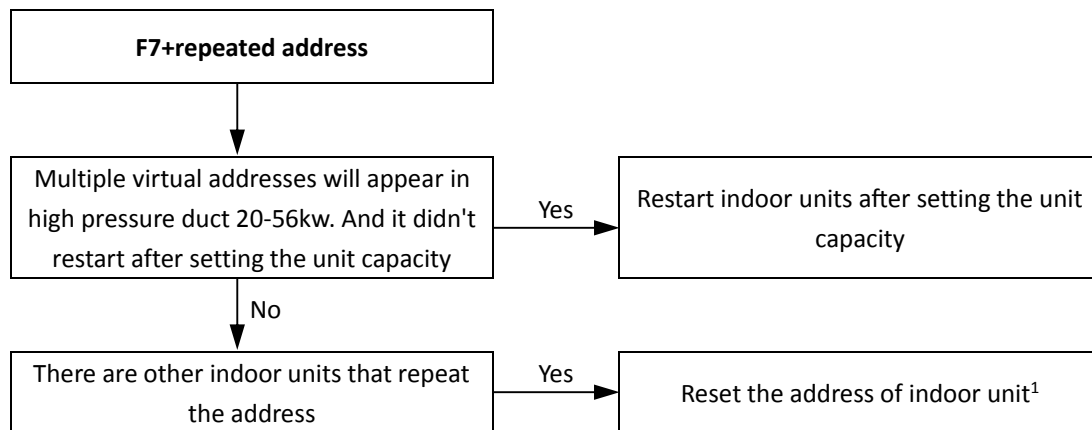 F7+repeated address
Multiple virtual addresses will appear in
high pressure duct 20-56kw. And it didn't
restart after setting the unit capacity
Yes
Restart indoor units after setting the unit
capacity
No
There are other indoor units that repeat
the address
Yes
Reset the address of indoor unit¹